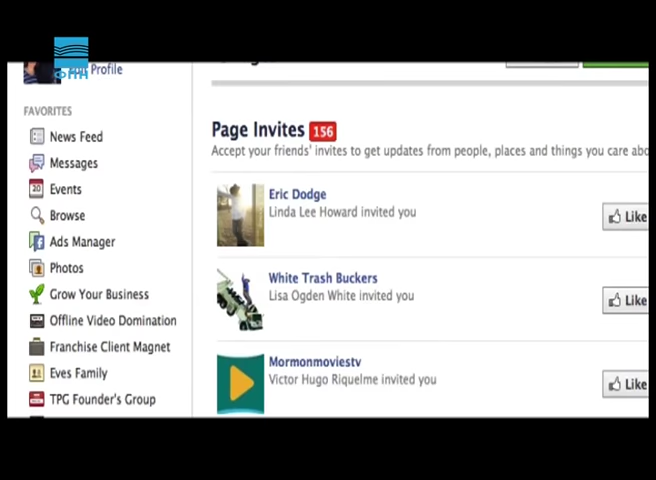 ФНН
Edit Profile
FAVORITES
News Feed
Messages
20
Events
Browse
Ads Manager
Photos
Grow Your Business
Offline Video Domination
Franchise Client Magnet
Eves Family
TPG Founder's Group
Page Invites 156
Accept your friends' invites to get updates from people, places and things you care abo
Eric Dodge
Linda Lee Howard invited you
Like
White Trash Buckers
Lisa Ogden White invited you
Like
Mormonmoviestv
Victor Hugo Riquelme invited you
Like